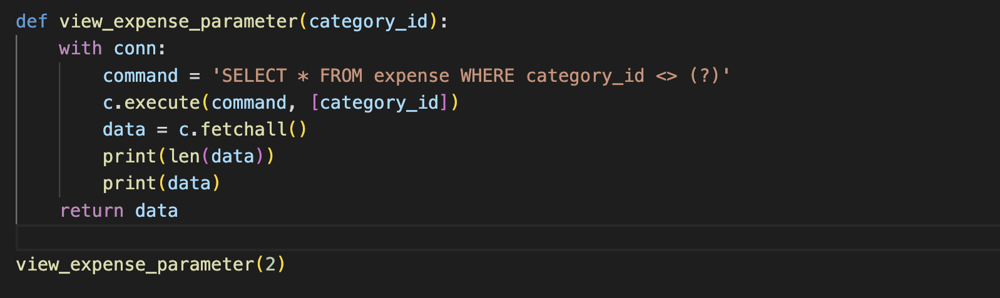 def view_expense_parameter(category_id):
    with conn:
        command = 'SELECT * FROM expense WHERE category_id <> (?)'
        c.execute(command, [category_id])
        data = c.fetchall()
        print(len(data))
        print(data)
    return data
view_expense_parameter(2)